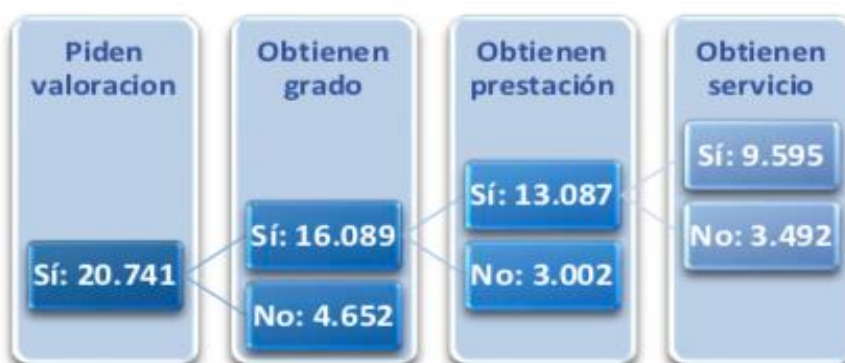 Piden
valoracion
Sí: 20.741
Obtienen
grado
Sí: 16.089
No: 4.652
Obtienen
prestación
Sí: 13.087
No: 3.002
Obtienen
servicio
Sí: 9.595
No: 3.492